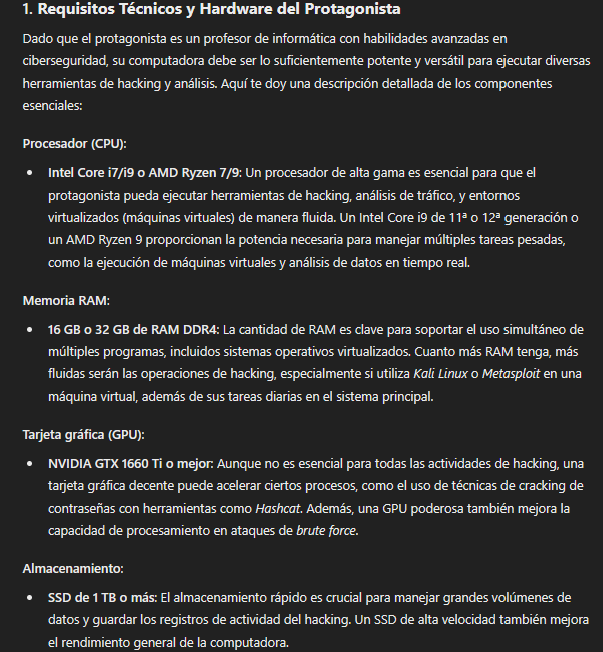 1. Requisitos Técnicos y Hardware del Protagonista
Dado que el protagonista es un profesor de informática con habilidades avanzadas en
ciberseguridad, su computadora debe ser lo suficientemente potente y versátil para ejecutar diversas
herramientas de hacking y análisis. Aquí te doy una descripción detallada de los componentes
esenciales:
Procesador (CPU):
• Intel Core i7/i9 o AMD Ryzen 7/9: Un procesador de alta gama es esencial para que el
protagonista pueda ejecutar herramientas de hacking, análisis de tráfico, y entornos
virtualizados (máquinas virtuales) de manera fluida. Un Intel Core i9 de 11ª o 12ª generación o
un AMD Ryzen 9 proporcionan la potencia necesaria para manejar múltiples tareas pesadas,
como la ejecución de máquinas virtuales y análisis de datos en tiempo real.
Memoria RAM:
• 16 GB o 32 GB de RAM DDR4: La cantidad de RAM es clave para soportar el uso simultáneo de
múltiples programas, incluidos sistemas operativos virtualizados. Cuanto más RAM tenga, más
fluidas serán las operaciones de hacking, especialmente si utiliza Kali Linux o Metasploit en una
máquina virtual, además de sus tareas diarias en el sistema principal.
Tarjeta gráfica (GPU):
• NVIDIA GTX 1660 Ti o mejor: Aunque no es esencial para todas las actividades de hacking, una
tarjeta gráfica decente puede acelerar ciertos procesos, como el uso de técnicas de cracking de
contraseñas con herramientas como Hashcat. Además, una GPU poderosa también mejora la
capacidad de procesamiento en ataques de brute force.
Almacenamiento:
• SSD de 1 TB o más: El almacenamiento rápido es crucial para manejar grandes volúmenes de
datos y guardar los registros de actividad del hacking. Un SSD de alta velocidad también mejora
el rendimiento general de la computadora.